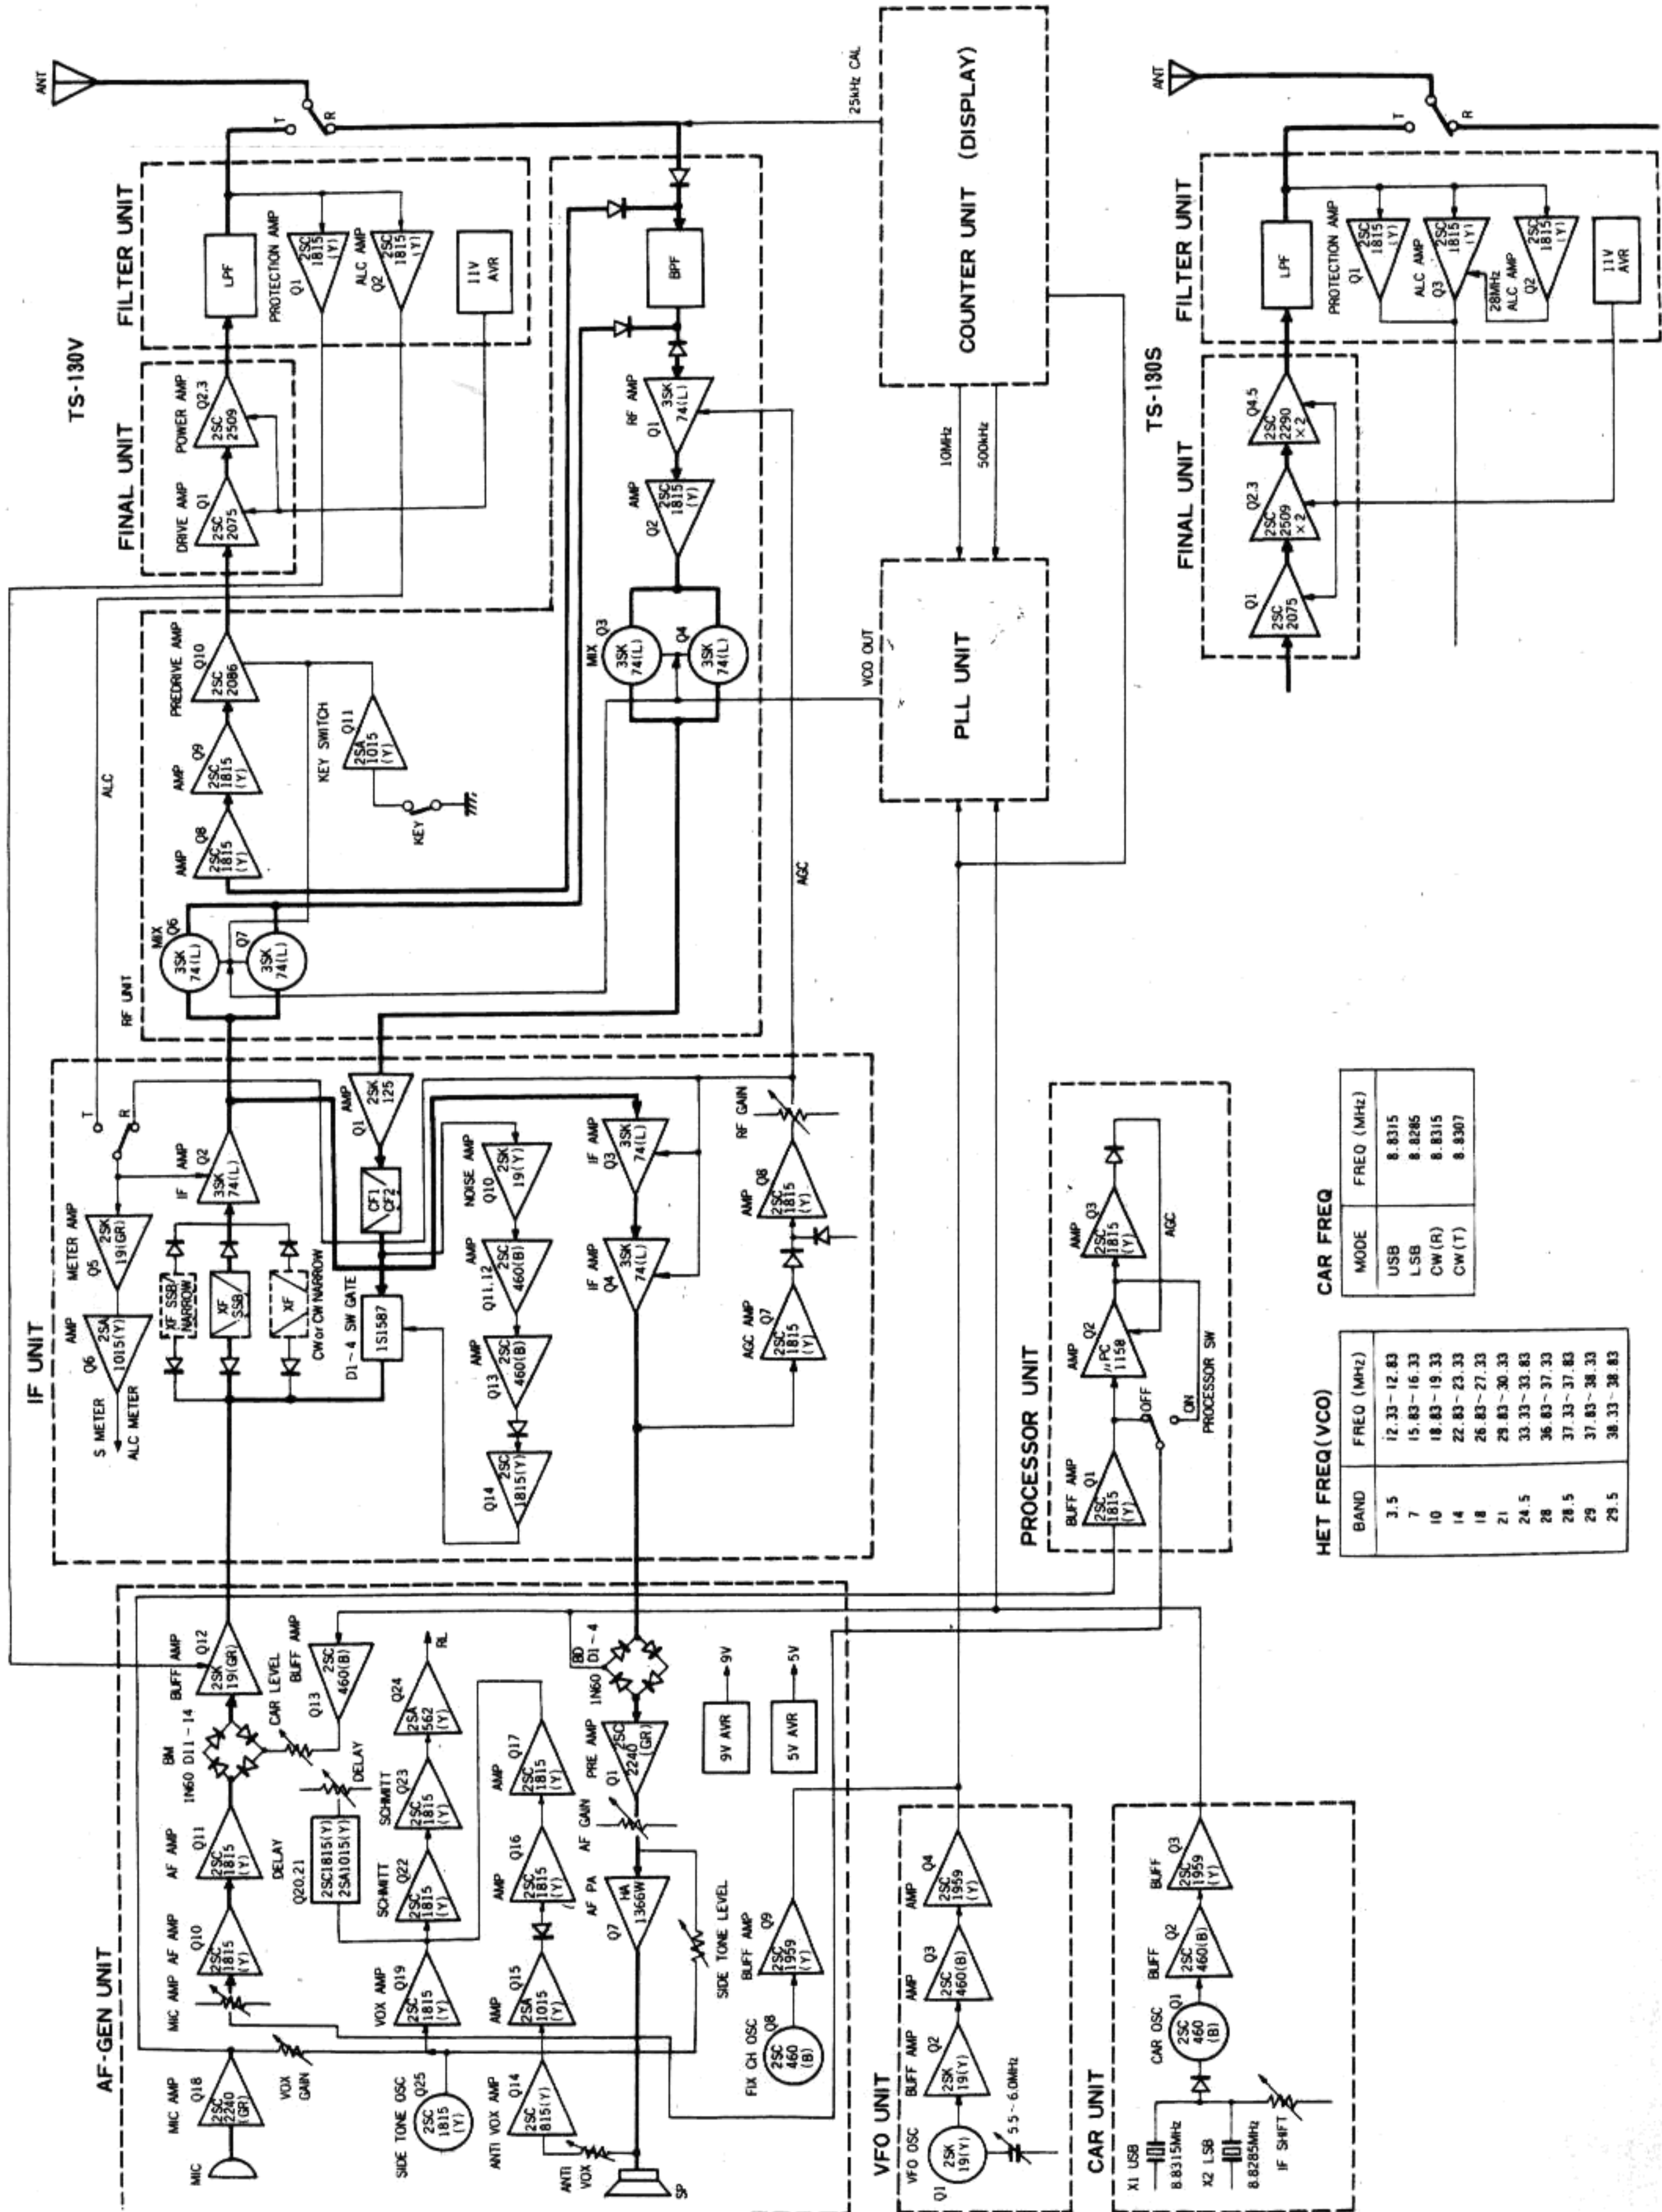 TS-130V
IF UNIT
S METER
ALC METER
AMP
Q6
2SA
1015(Y)
METER AMP
Q5
2SK
19(GR)
T
R
ALC
XF SSB
NARROW
XF
SSB
XF
CW or CW NARROW
IF AMP
Q2
3SK
74(L)
D1~4 SW GATE
1S1587
CF1
CF2
AMP
Q1
2SK
125
NOISE AMP
Q10
2SK
19(Y)
AMP
Q11,12
2SC
460(B)
AMP
Q13
2SC
460(B)
Q14
2SC
1815(Y)
IF AMP
Q3
3SK
74(L)
IF AMP
Q4
3SK
74(L)
AGC AMP
Q7
2SC
1815
(Y)
AMP
Q8
2SC
1815
(Y)
RF GAIN
AGC
RF UNIT
MIX
Q6
3SK
74(L)
Q7
3SK
74(L)
AMP
Q8
2SC
1815
(Y)
AMP
Q9
2SC
1815
(Y)
PREDRIVE AMP
Q10
2SC
2086
KEY SWITCH
Q11
2SA
1015
(Y)
KEY
MIX
Q3
3SK
74(L)
Q4
3SK
74(L)
AMP
Q2
2SC
1815
(Y)
RF AMP
Q1
3SK
74(L)
BPF
FINAL UNIT
DRIVE AMP
Q1
2SC
2075
POWER AMP
Q2.3
2SC
2509
FILTER UNIT
LPF
PROTECTION AMP
Q1
2SC
1815
(Y)
ALC AMP
Q2
2SC
1815
(Y)
11V
AVR
ANT
T
R
25kHz CAL
COUNTER UNIT (DISPLAY)
10MHz
500kHz
VCO OUT
PLL UNIT
AF-GEN UNIT
MIC
MIC AMP
Q18
2SC
2240
(GR)
VOX
GAIN
MIC AMP
AF AMP
Q10
2SC
1815
(Y)
AF AMP
Q11
2SC
1815
(Y)
BM
1N60 D11~14
BUFF AMP
Q12
2SK
19(GR)
CAR LEVEL
BUFF AMP
Q13
2SC
460(B)
DELAY
DELAY
Q20,21
2SC1815(Y)
2SA1015(Y)
SIDE TONE OSC
Q25
2SC
1815
(Y)
VOX AMP
Q19
2SC
1815
(Y)
SCHMITT
Q22
2SC
1815
(Y)
SCHMITT
Q23
2SC
1815
(Y)
Q24
2SA
562
(Y)
RL
ANTI VOX AMP
Q14
2SC
815(Y)
AMP
Q15
2SA
1015
(Y)
AMP
Q16
2SC
1815
(Y)
AMP
Q17
2SC
1815
(Y)
ANTI
VOX
SP
AF PA
Q7
HA
1366W
AF GAIN
PRE AMP
Q1
2SC
2240
(GR)
BD
1N60 D1~4
SIDE TONE LEVEL
FIX CH OSC
Q8
2SC
460
(B)
BUFF AMP
Q9
2SC
1959
(Y)
9V AVR
9V
5V AVR
5V
VFO UNIT
VFO OSC
Q1
2SK
19(Y)
5.5~6.0MHz
BUFF AMP
Q2
2SK
19(Y)
AMP
Q3
2SC
460(B)
AMP
Q4
2SC
1959
(Y)
CAR UNIT
X1 USB
8.8315MHz
X2 LSB
8.8285MHz
IF SHIFT
CAR OSC
Q1
2SC
460
(B)
BUFF
Q2
2SC
460(B)
BUFF
Q3
2SC
1959
(Y)
PROCESSOR UNIT
BUFF AMP
Q1
2SC
1815
(Y)
AMP
Q2
μPC
1158
AMP
Q3
2SC
1815
(Y)
AGC
OFF
ON
PROCESSOR SW
TS-130S
FINAL UNIT
Q1
2SC
2075
Q2.3
2SC
2509
×2
Q4.5
2SC
2290
×2
FILTER UNIT
LPF
PROTECTION AMP
Q1
2SC
1815
(Y)
ALC AMP
Q3
2SC
1815
(Y)
28MHz
ALC AMP
Q2
2SC
1815
(Y)
11V
AVR
ANT
T
R
HET FREQ(VCO)
BAND FREQ (MHz)
3.5 12.33~12.83
7 15.83~16.33
10 18.83~19.33
14 22.83~23.33
18 26.83~27.33
21 29.83~30.33
24.5 33.33~33.83
28 36.83~37.33
28.5 37.33~37.83
29 37.83~38.33
29.5 38.33~38.83
CAR FREQ
MODE FREQ (MHz)
USB 8.8315
LSB 8.8285
CW(R) 8.8315
CW(T) 8.8307